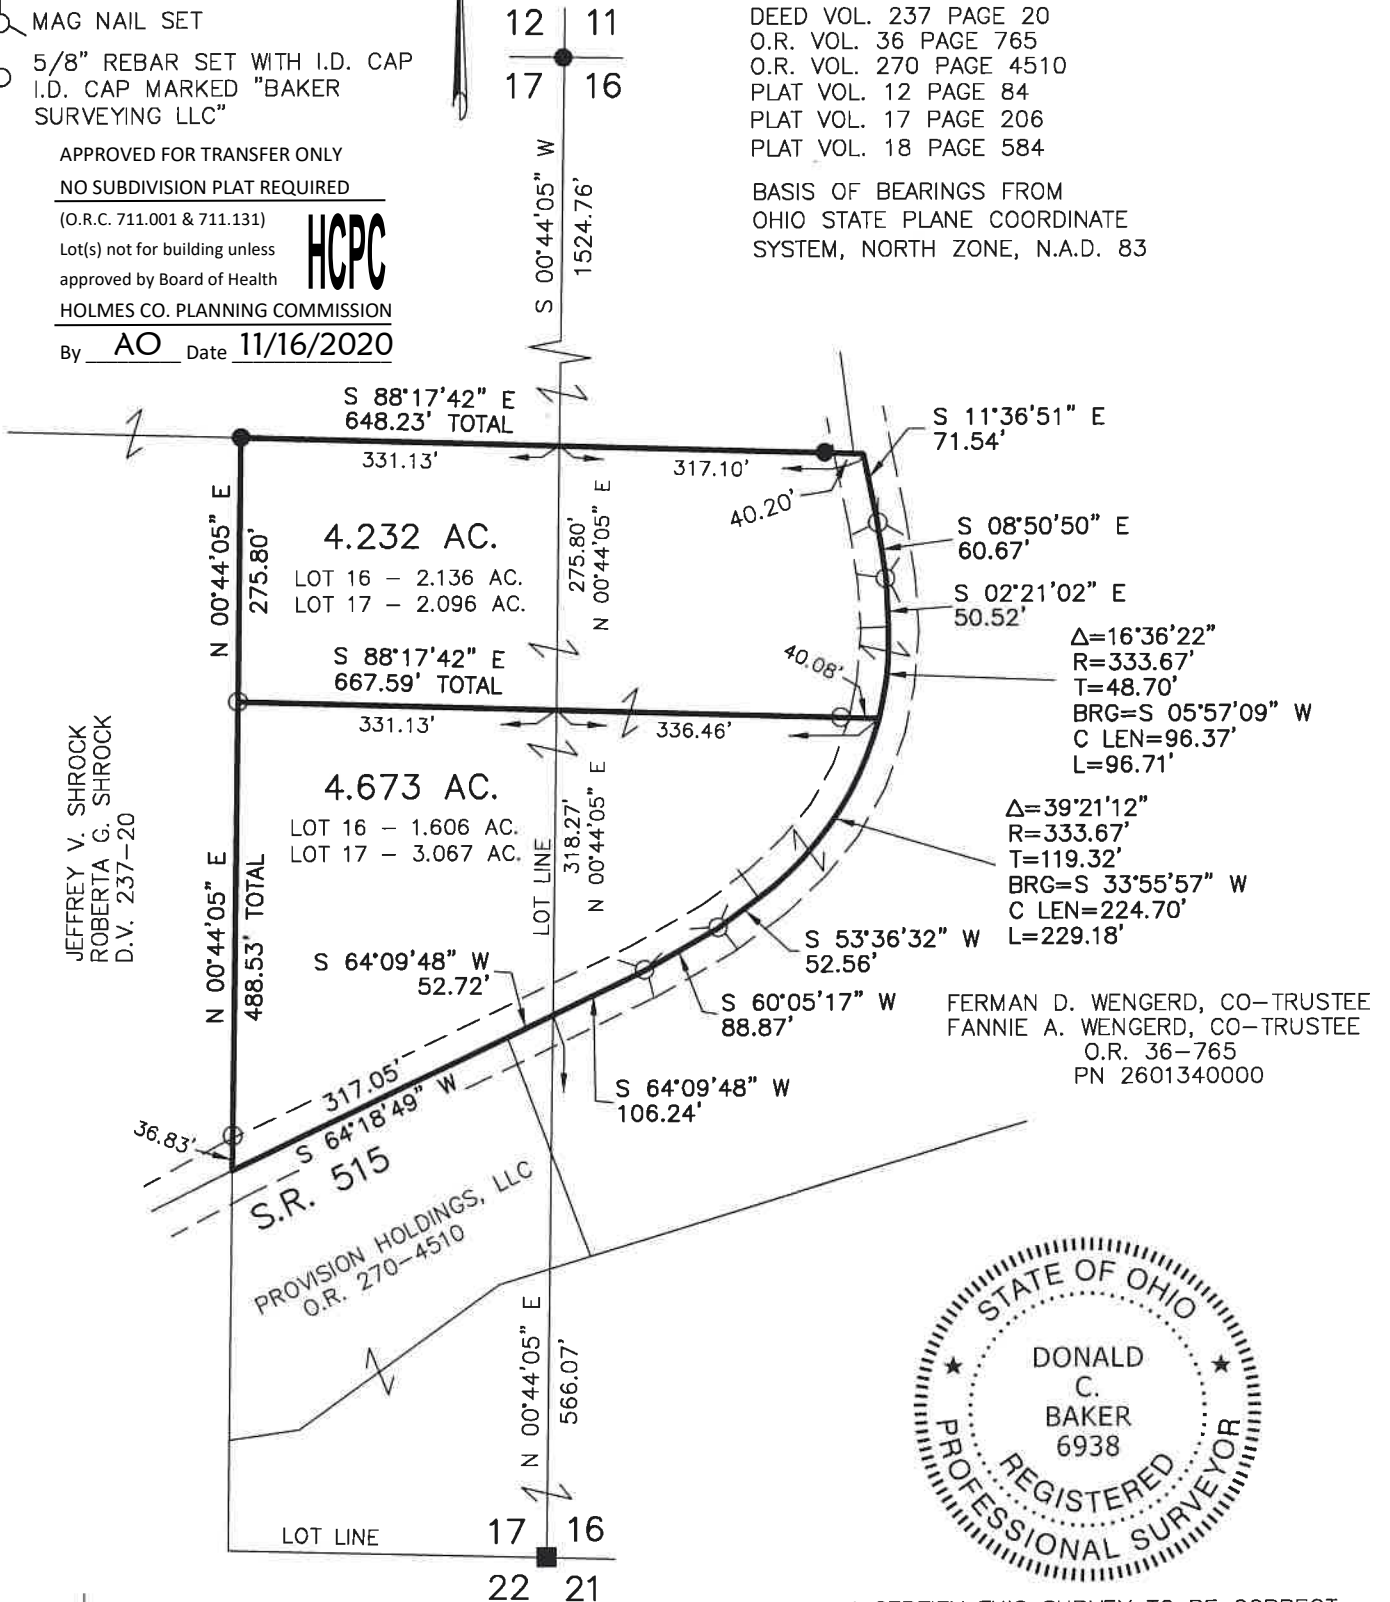 MAG NAIL SET
5/8" REBAR SET WITH I.D. CAP
I.D. CAP MARKED "BAKER
SURVEYING LLC"
APPROVED FOR TRANSFER ONLY
NO SUBDIVISION PLAT REQUIRED
(O.R.C. 711.001 & 711.131)
Lot(s) not for building unless
approved by Board of Health
HCPC
HOLMES CO. PLANNING COMMISSION
By AO Date 11/16/2020
12 11
17 16
S 00°44'05" W
1524.76'
DEED VOL. 237 PAGE 20
O.R. VOL. 36 PAGE 765
O.R. VOL. 270 PAGE 4510
PLAT VOL. 12 PAGE 84
PLAT VOL. 17 PAGE 206
PLAT VOL. 18 PAGE 584
BASIS OF BEARINGS FROM
OHIO STATE PLANE COORDINATE
SYSTEM, NORTH ZONE, N.A.D. 83
S 88°17'42" E
648.23' TOTAL
331.13'
317.10'
40.20'
S 11°36'51" E
71.54'
S 08°50'50" E
60.67'
S 02°21'02" E
50.52'
N 00°44'05" E
275.80'
4.232 AC.
LOT 16 – 2.136 AC.
LOT 17 – 2.096 AC.
275.80'
N 00°44'05" E
Δ=16°36'22"
R=333.67'
T=48.70'
BRG=S 05°57'09" W
C LEN=96.37'
L=96.71'
S 88°17'42" E
667.59' TOTAL
331.13'
336.46'
40.08'
JEFFREY V. SHROCK
ROBERTA G. SHROCK
D.V. 237–20
N 00°44'05" E
488.53' TOTAL
4.673 AC.
LOT 16 – 1.606 AC.
LOT 17 – 3.067 AC.
LOT LINE
318.27'
N 00°44'05" E
Δ=39°21'12"
R=333.67'
T=119.32'
BRG=S 33°55'57" W
C LEN=224.70'
L=229.18'
S 53°36'32" W
52.56'
S 64°09'48" W
52.72'
S 60°05'17" W
88.87'
FERMAN D. WENGERD, CO–TRUSTEE
FANNIE A. WENGERD, CO–TRUSTEE
O.R. 36–765
PN 2601340000
S 64°09'48" W
106.24'
317.05'
S 64°18'49" W
36.83'
S.R. 515
PROVISION HOLDINGS, LLC
O.R. 270–4510
N 00°44'05" E
566.07'
STATE OF OHIO
DONALD
C.
BAKER
6938
REGISTERED
PROFESSIONAL SURVEYOR
LOT LINE
17 16
22 21
CERTIFY THIS SURVEY TO BE CORRECT